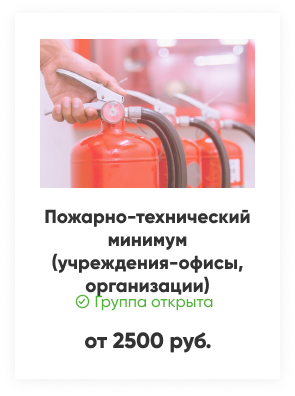 Пожарно-технический
минимум
(учреждения-офисы,
организации)
Группа открыта
от 2500 руб.